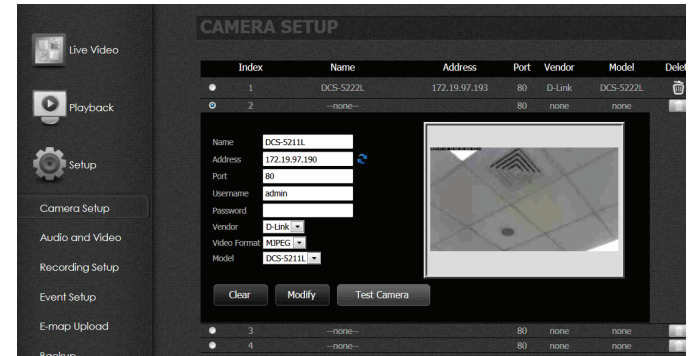 CAMERA SETUP
Live Video
Playback
Setup
Camera Setup
Audio and Video
Recording Setup
Event Setup
E-map Upload
Backup
Index Name Address Port Vendor Model Delet
1 DCS-5222L 172.19.97.193 80 D-Link DCS-5222L
2 --none-- 80 none none
Name DCS-5211L
Address 172.19.97.190
Port 80
Username admin
Password
Vendor D-Link
Video Format MJPEG
Model DCS-5211L
Clear Modify Test Camera
3 --none-- 80 none none
4 --none-- 80 none none